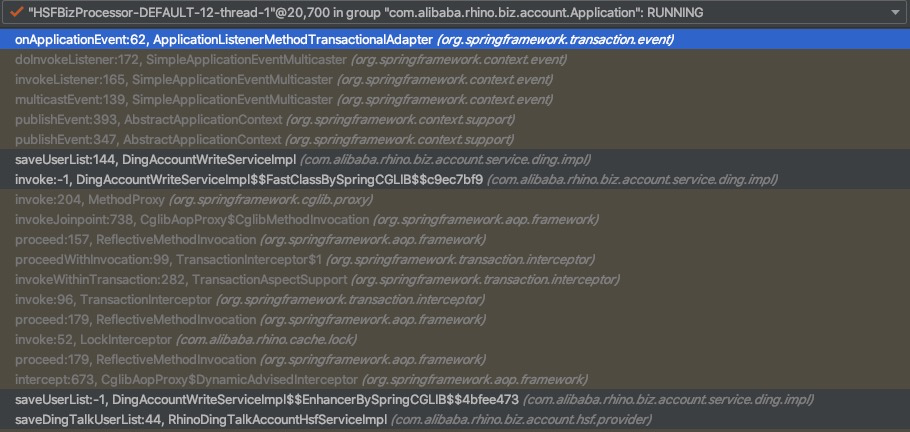 "HSFBizProcessor-DEFAULT-12-thread-1"@20,700 in group "com.alibaba.rhino.biz.account.Application": RUNNING
onApplicationEvent:62, ApplicationListenerMethodTransactionalAdapter (org.springframework.transaction.event)
doInvokeListener:172, SimpleApplicationEventMulticaster (org.springframework.context.event)
invokeListener:165, SimpleApplicationEventMulticaster (org.springframework.context.event)
multicastEvent:139, SimpleApplicationEventMulticaster (org.springframework.context.event)
publishEvent:393, AbstractApplicationContext (org.springframework.context.support)
publishEvent:347, AbstractApplicationContext (org.springframework.context.support)
saveUserList:144, DingAccountWriteServiceImpl (com.alibaba.rhino.biz.account.service.ding.impl)
invoke:-1, DingAccountWriteServiceImpl$$FastClassBySpringCGLIB$$c9ec7bf9 (com.alibaba.rhino.biz.account.service.ding.impl)
invoke:204, MethodProxy (org.springframework.cglib.proxy)
invokeJoinpoint:738, CglibAopProxy$CglibMethodInvocation (org.springframework.aop.framework)
proceed:157, ReflectiveMethodInvocation (org.springframework.aop.framework)
proceedWithInvocation:99, TransactionInterceptor$1 (org.springframework.transaction.interceptor)
invokeWithinTransaction:282, TransactionAspectSupport (org.springframework.transaction.interceptor)
invoke:96, TransactionInterceptor (org.springframework.transaction.interceptor)
proceed:179, ReflectiveMethodInvocation (org.springframework.aop.framework)
invoke:52, LockInterceptor (com.alibaba.rhino.cache.lock)
proceed:179, ReflectiveMethodInvocation (org.springframework.aop.framework)
intercept:673, CglibAopProxy$DynamicAdvisedInterceptor (org.springframework.aop.framework)
saveUserList:-1, DingAccountWriteServiceImpl$$EnhancerBySpringCGLIB$$4bfee473 (com.alibaba.rhino.biz.account.service.ding.impl)
saveDingTalkUserList:44, RhinoDingTalkAccountHsfServiceImpl (com.alibaba.rhino.biz.account.hsf.provider)